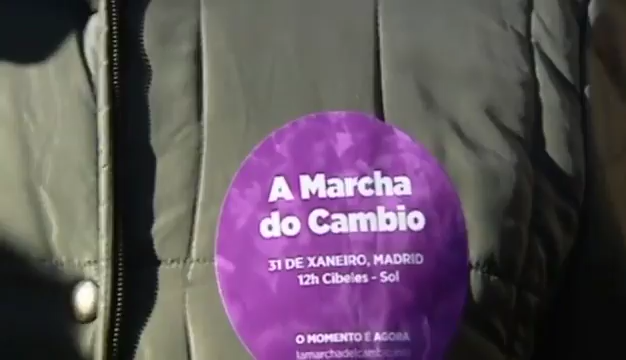 A Marcha
do Cambio
31 DE XANEIRO, MADRID
12h Cibeles - Sol
O MOMENTO É AGORA